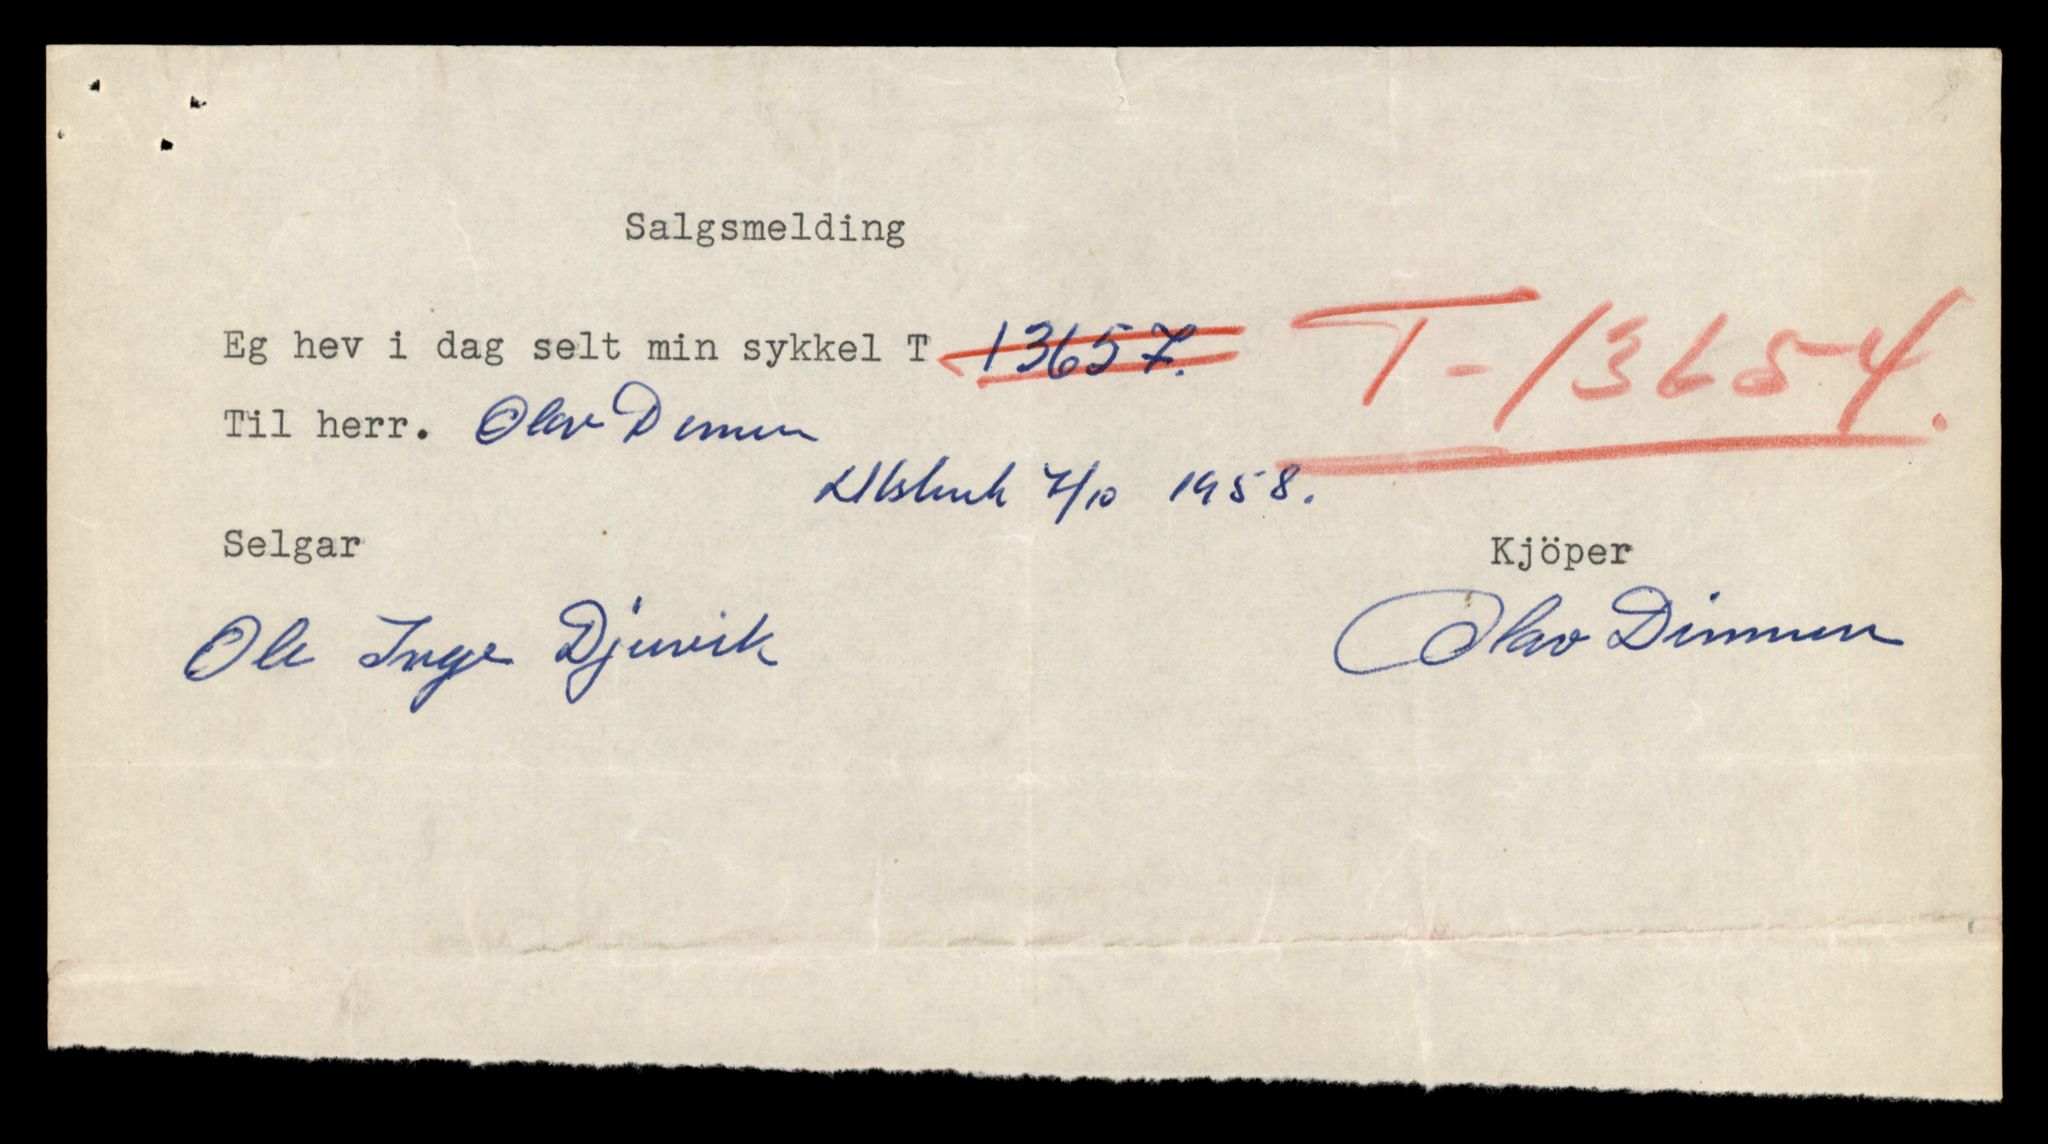 Salgsmelding
Eg hev i dag selt min sykkel T 13657. T-13654.
Til herr. Olav Dimmen
7/10 1958.
Selgar
Kjöper
Ole Inge Djuvik
Olav Dimmen